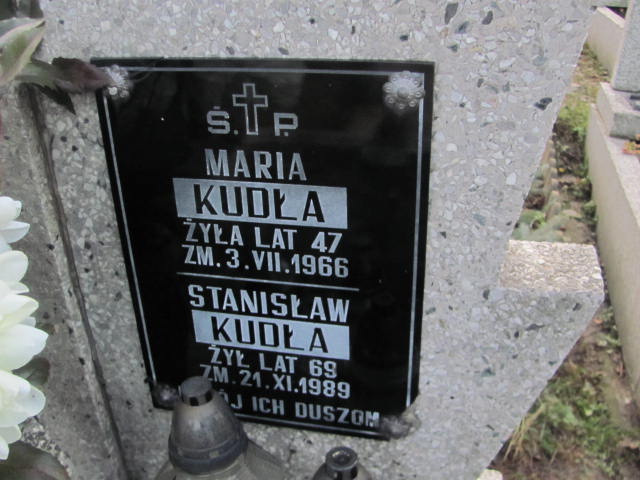 Ś. P.
MARIA
KUDŁA
ŻYŁA LAT 47
ZM. 3. VII. 1966
STANISŁAW
KUDŁA
ŻYŁ LAT 69
ZM. 21. XI. 1989
ICH DUSZOM